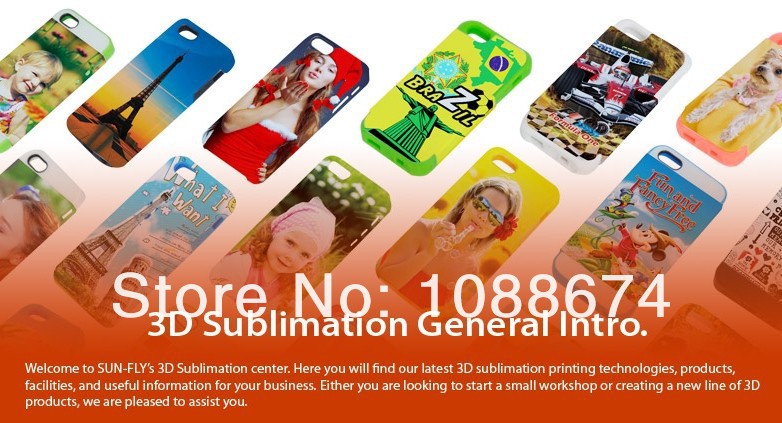 BRAZIL
Formula One
What is
Want
Fun and
Fancy Free
Store No: 1088674
3D Sublimation General Intro.
Welcome to SUN-FLY's 3D Sublimation center. Here you will find our latest 3D sublimation printing technologies, products,
facilities, and useful information for your business. Either you are looking to start a small workshop or creating a new line of 3D
products, we are pleased to assist you.